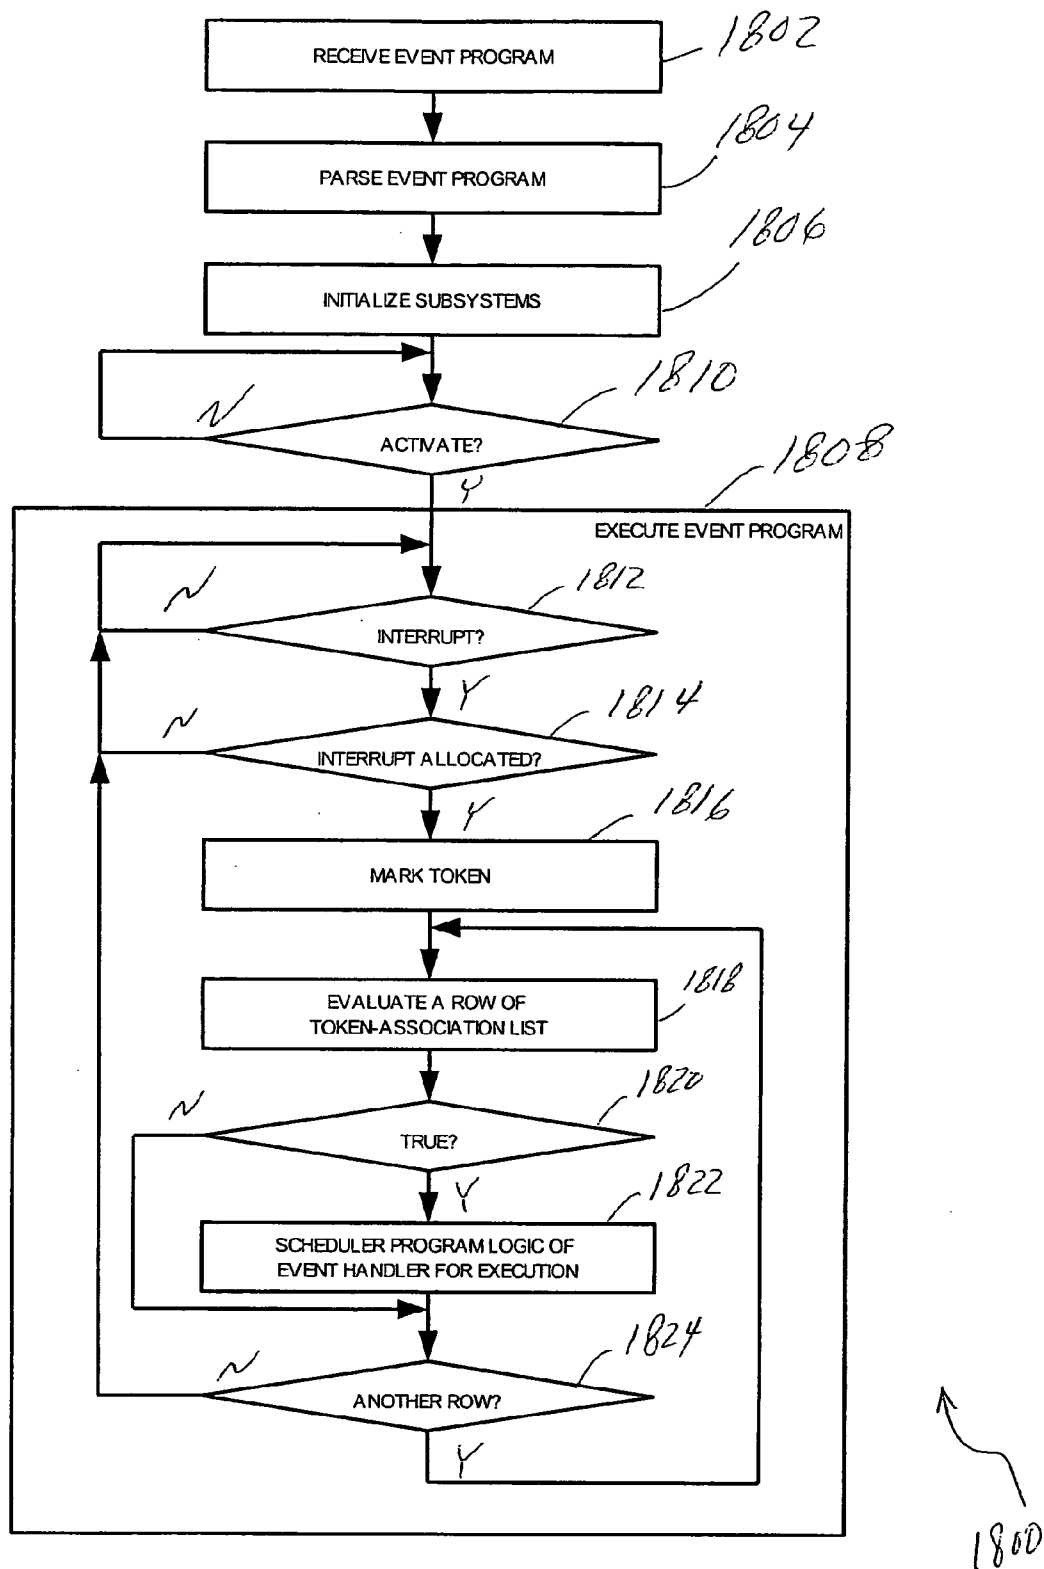 RECEIVE EVENT PROGRAM
1802
PARSE EVENT PROGRAM
1804
INITIALIZE SUBSYSTEMS
1806
ACTIVATE?
1810
N
Y
1808
EXECUTE EVENT PROGRAM
INTERRUPT?
1812
N
Y
INTERRUPT ALLOCATED?
1814
N
Y
MARK TOKEN
1816
EVALUATE A ROW OF
TOKEN-ASSOCIATION LIST
1818
TRUE?
1820
N
Y
SCHEDULER PROGRAM LOGIC OF
EVENT HANDLER FOR EXECUTION
1822
ANOTHER ROW?
1824
N
Y
1800